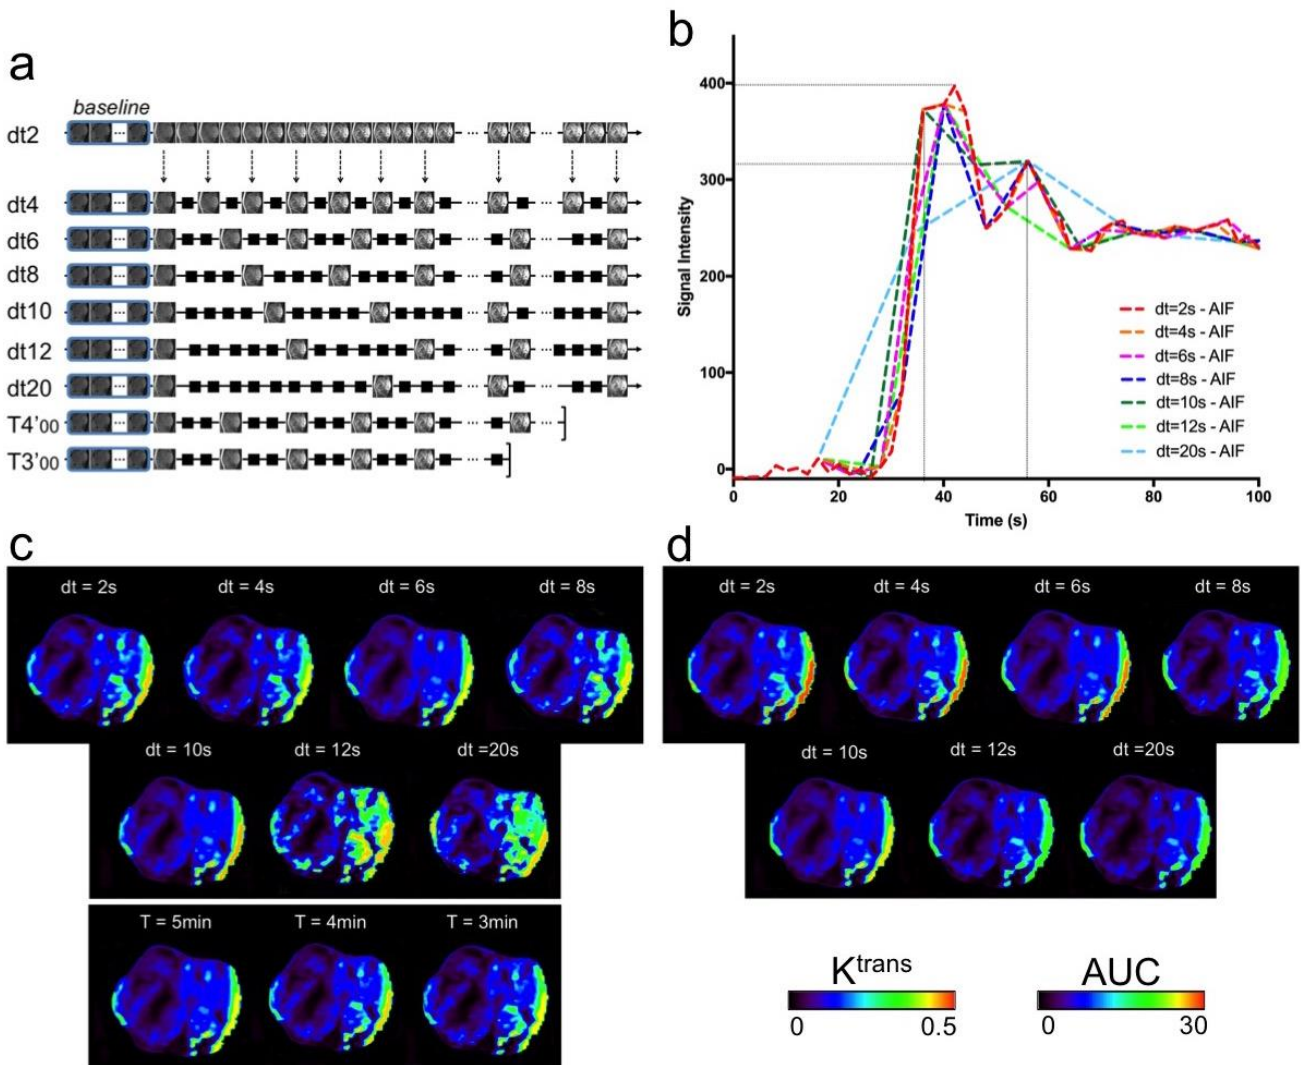 a
baseline
dt2
dt4
dt6
dt8
dt10
dt12
dt20
T4'00
T3'00
b
Signal Intensity
400
300
200
100
0
0 20 40 60 80 100
Time (s)
dt=2s - AIF
dt=4s - AIF
dt=6s - AIF
dt=8s - AIF
dt=10s - AIF
dt=12s - AIF
dt=20s - AIF
c
dt = 2s dt = 4s dt = 6s dt = 8s
dt = 10s dt = 12s dt =20s
T = 5min T = 4min T = 3min
d
dt = 2s dt = 4s dt = 6s dt = 8s
dt = 10s dt = 12s dt =20s
Ktrans
0 0.5
AUC
0 30